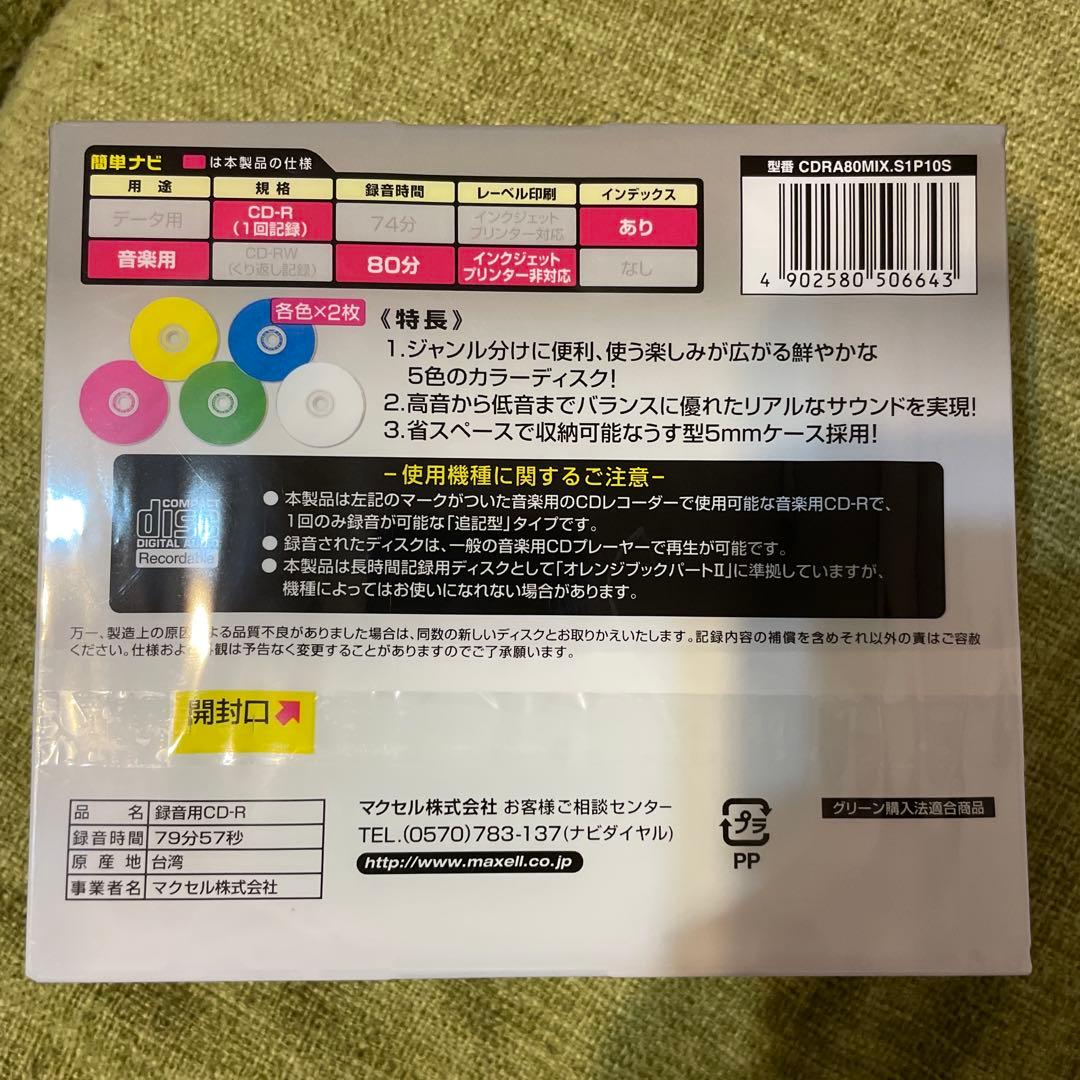 簡単ナビ は本製品の仕様
用途 規格 録音時間 レーベル印刷 インデックス
データ用 CD-R(1回記録) 74分 インクジェットプリンター対応 あり
音楽用 CD-RW(くり返し記録) 80分 インクジェットプリンター非対応 なし
型番 CDRA80MIX.S1P10S
4 902580 506643
各色×2枚
《特長》
1.ジャンル分けに便利、使う楽しみが広がる鮮やかな
5色のカラーディスク!
2.高音から低音までバランスに優れたリアルなサウンドを実現!
3.省スペースで収納可能なうす型5mmケース採用!
−使用機種に関するご注意−
COMPACT
disc
DIGITAL AUDIO
Recordable
●本製品は左記のマークがついた音楽用のCDレコーダーで使用可能な音楽用CD-Rで、
1回のみ録音が可能な「追記型」タイプです。
●録音されたディスクは、一般の音楽用CDプレーヤーで再生が可能です。
●本製品は長時間記録用ディスクとして「オレンジブックパートⅡ」に準拠していますが、
機種によってはお使いになれない場合があります。
万一、製造上の原因による品質不良がありました場合は、同数の新しいディスクとお取りかえいたします。記録内容の補償を含めそれ以外の責はご容赦
ください。仕様および外観は予告なく変更することがありますのでご了承願います。
開封口
品名 録音用CD-R
録音時間 79分57秒
原産地 台湾
事業者名 マクセル株式会社
マクセル株式会社 お客様ご相談センター
TEL.(0570)783-137(ナビダイヤル)
http://www.maxell.co.jp
プラ
PP
グリーン購入法適合商品